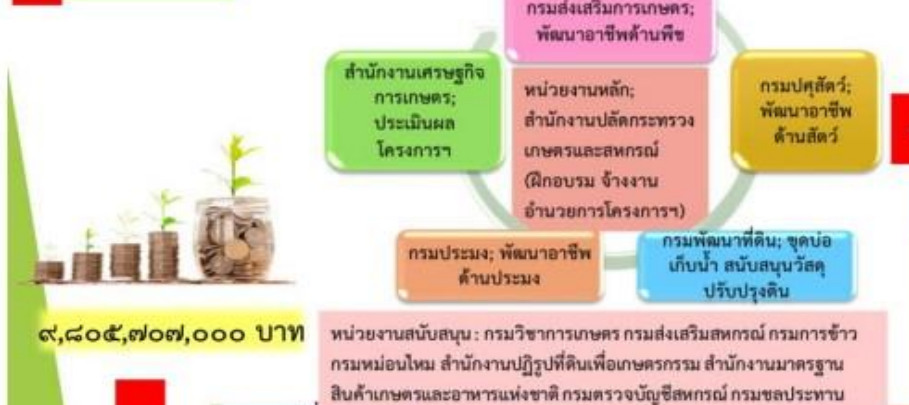 กรมส่งเสริมการเกษตร;
พัฒนาอาชีพด้านพืช
สำนักงานเศรษฐกิจ
การเกษตร;
ประเมินผล
โครงการฯ
หน่วยงานหลัก;
สำนักงานปลัดกระทรวง
เกษตรและสหกรณ์
(ฝึกอบรม จ้างงาน
อำนวยการโครงการฯ)
กรมปศุสัตว์;
พัฒนาอาชีพ
ด้านสัตว์
กรมประมง; พัฒนาอาชีพ
ด้านประมง
กรมพัฒนาที่ดิน; ขุดบ่อ
เก็บน้ำ สนับสนุนวัสดุ
ปรับปรุงดิน
๙,๘๐๕,๗๐๗,๐๐๐ บาท
หน่วยงานสนับสนุน : กรมวิชาการเกษตร กรมส่งเสริมสหกรณ์ กรมการข้าว
กรมหม่อนไหม สำนักงานปฏิรูปที่ดินเพื่อเกษตรกรรม สำนักงานมาตรฐาน
สินค้าเกษตรและอาหารแห่งชาติ กรมตรวจบัญชีสหกรณ์ กรมชลประทาน